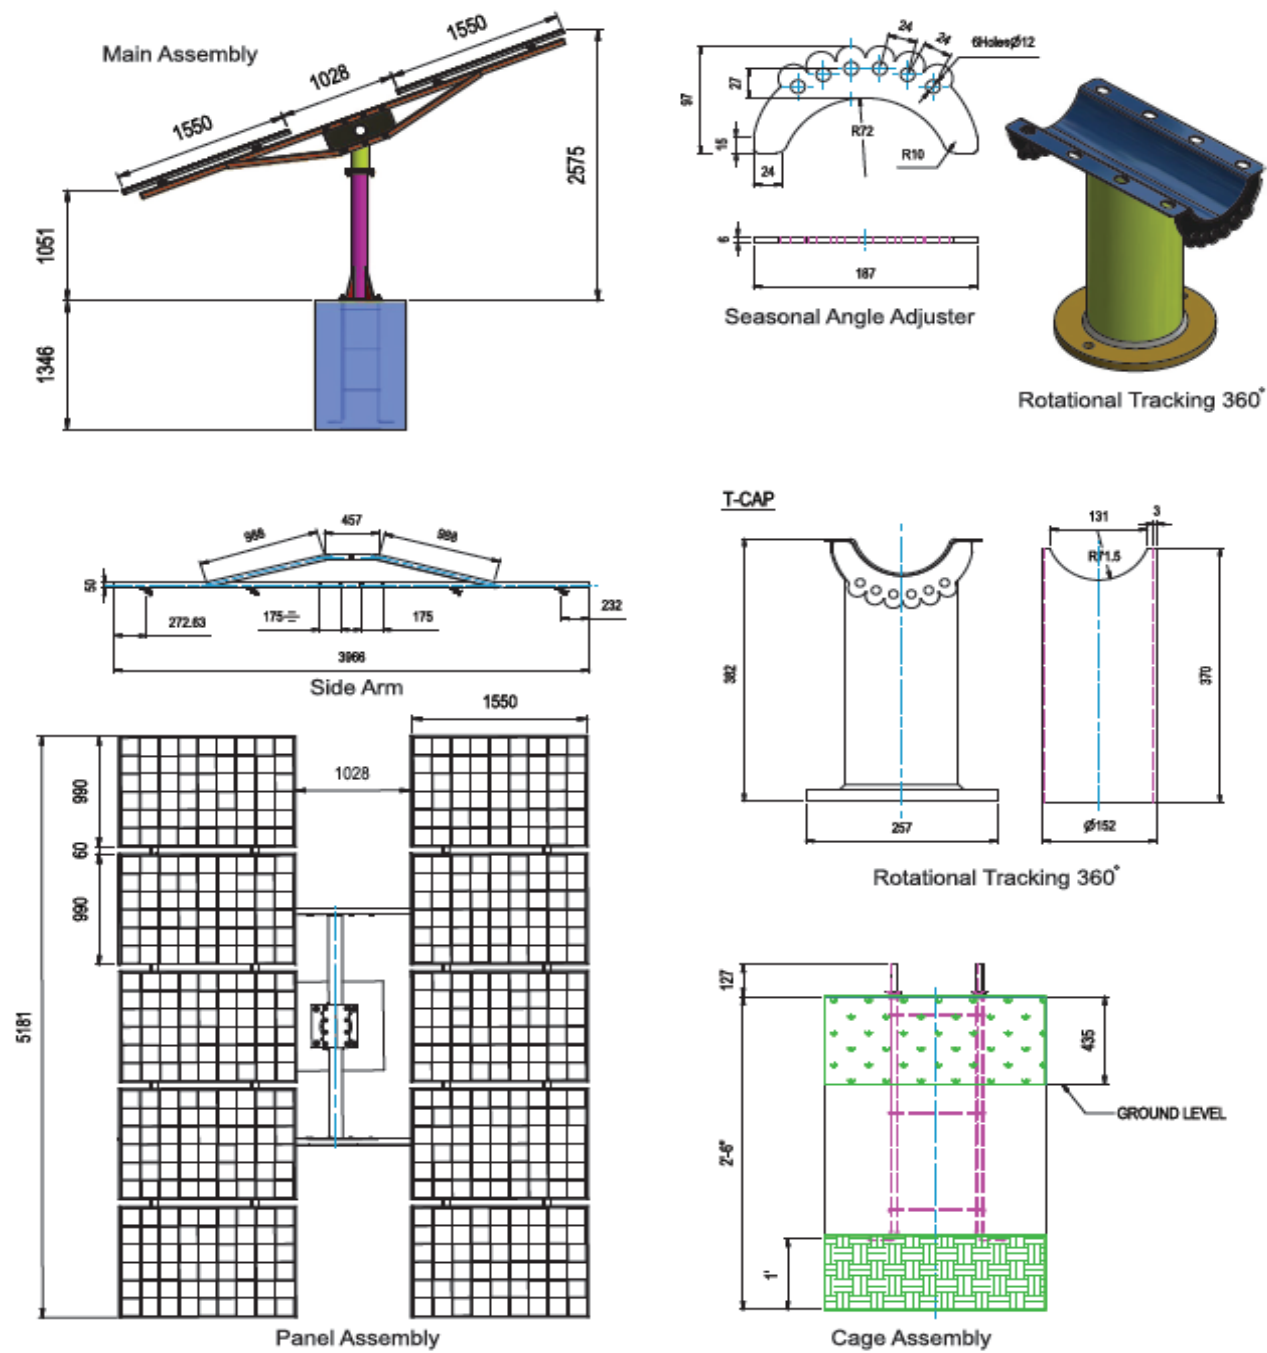 Main Assembly
1550
1028
1550
1051
1346
2575
24
24
6HolesØ12
97
27
15
R72
R10
24
6
187
Seasonal Angle Adjuster
Rotational Tracking 360°
457
988
988
50
272.63
175
175
232
3966
Side Arm
T-CAP
382
257
131
3
R71.5
370
Ø152
Rotational Tracking 360°
1550
1028
990
60
990
5181
Panel Assembly
127
435
GROUND LEVEL
2'-6"
1'
Cage Assembly